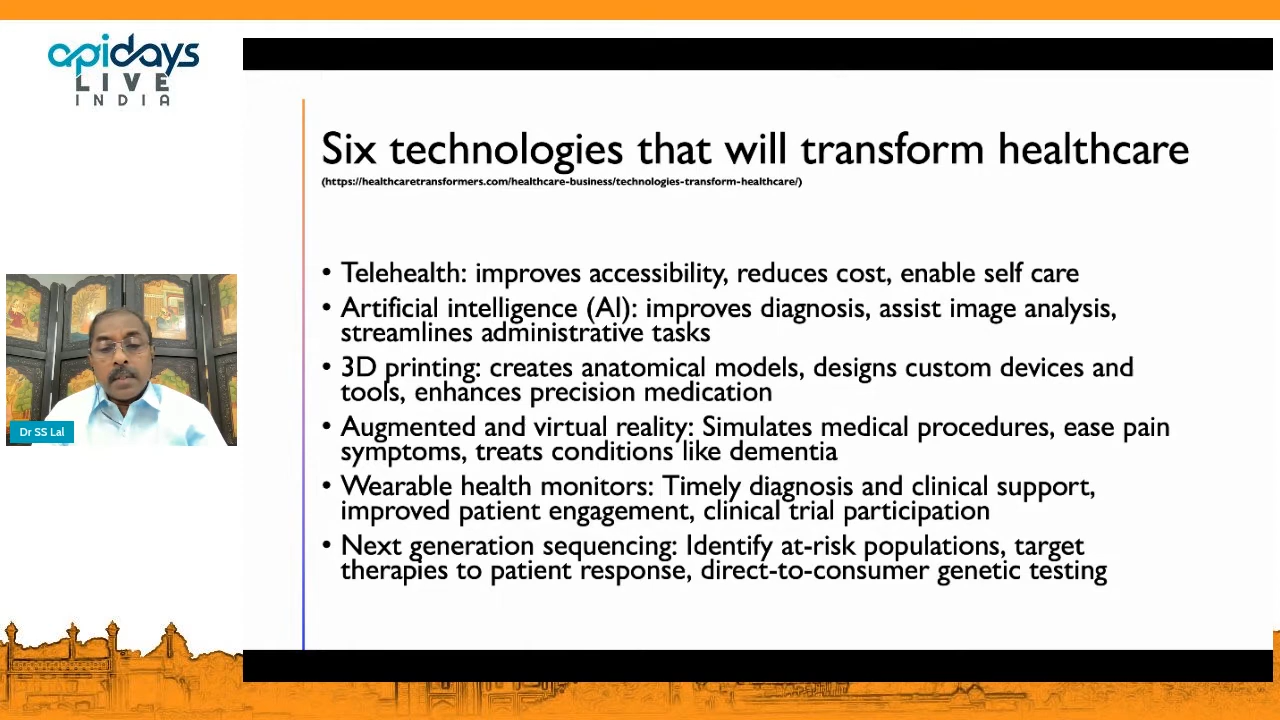 apidays
LIVE
INDIA
Six technologies that will transform healthcare
(https://healthcaretransformers.com/healthcare-business/technologies-transform-healthcare/)
• Telehealth: improves accessibility, reduces cost, enable self care
• Artificial intelligence (AI): improves diagnosis, assist image analysis,
streamlines administrative tasks
• 3D printing: creates anatomical models, designs custom devices and
tools, enhances precision medication
• Augmented and virtual reality: Simulates medical procedures, ease pain
symptoms, treats conditions like dementia
• Wearable health monitors: Timely diagnosis and clinical support,
improved patient engagement, clinical trial participation
• Next generation sequencing: Identify at-risk populations, target
therapies to patient response, direct-to-consumer genetic testing
Dr SS Lal